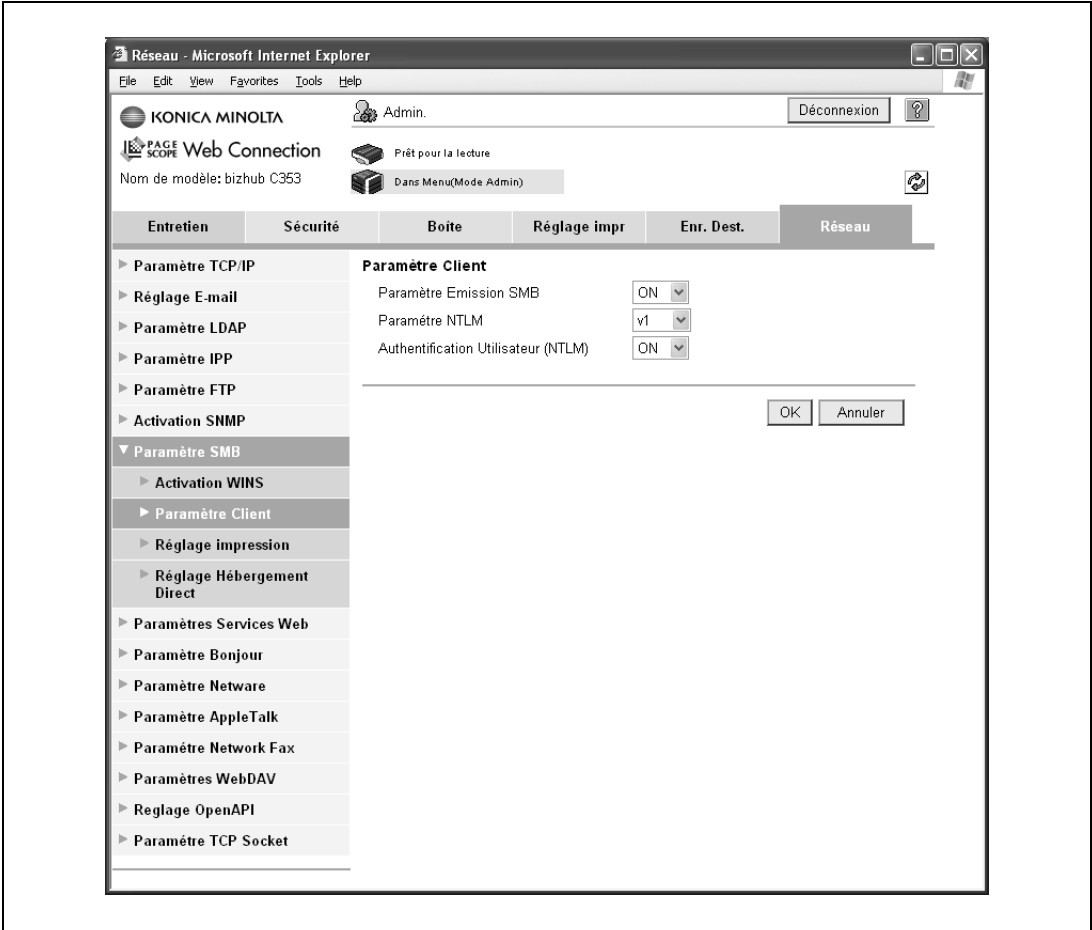 Réseau - Microsoft Internet Explorer
File Edit View Favorites Tools Help
KONICA MINOLTA
Admin.
Déconnexion
?
PAGE SCOPE Web Connection
Prêt pour la lecture
Nom de modèle: bizhub C353
Dans Menu(Mode Admin)
Entretien Sécurité Boîte Réglage impr Enr. Dest. Réseau
Paramètre TCP/IP
Réglage E-mail
Paramètre LDAP
Paramètre IPP
Paramètre FTP
Activation SNMP
Paramètre SMB
Activation WINS
Paramètre Client
Réglage impression
Réglage Hébergement
Direct
Paramètres Services Web
Paramètre Bonjour
Paramètre Netware
Paramètre AppleTalk
Paramétre Network Fax
Paramètres WebDAV
Reglage OpenAPI
Paramétre TCP Socket
Paramètre Client
Paramètre Emission SMB ON
Paramétre NTLM v1
Authentification Utilisateur (NTLM) ON
OK Annuler